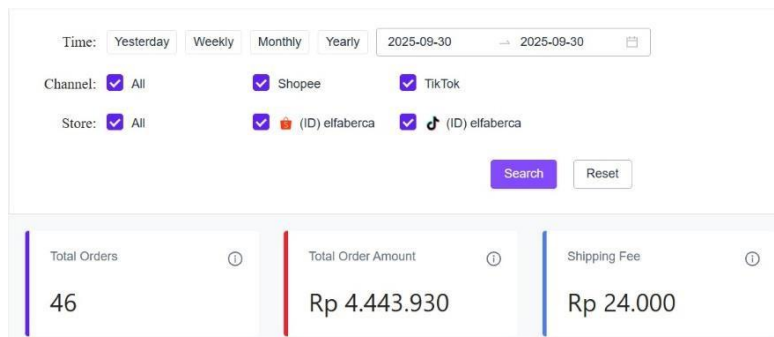 Time: Yesterday Weekly Monthly Yearly 2025-09-30 → 2025-09-30
Channel: All Shopee TikTok
Store: All (ID) elfaberca (ID) elfaberca
Search Reset
Total Orders Total Order Amount Shipping Fee
46 Rp 4.443.930 Rp 24.000